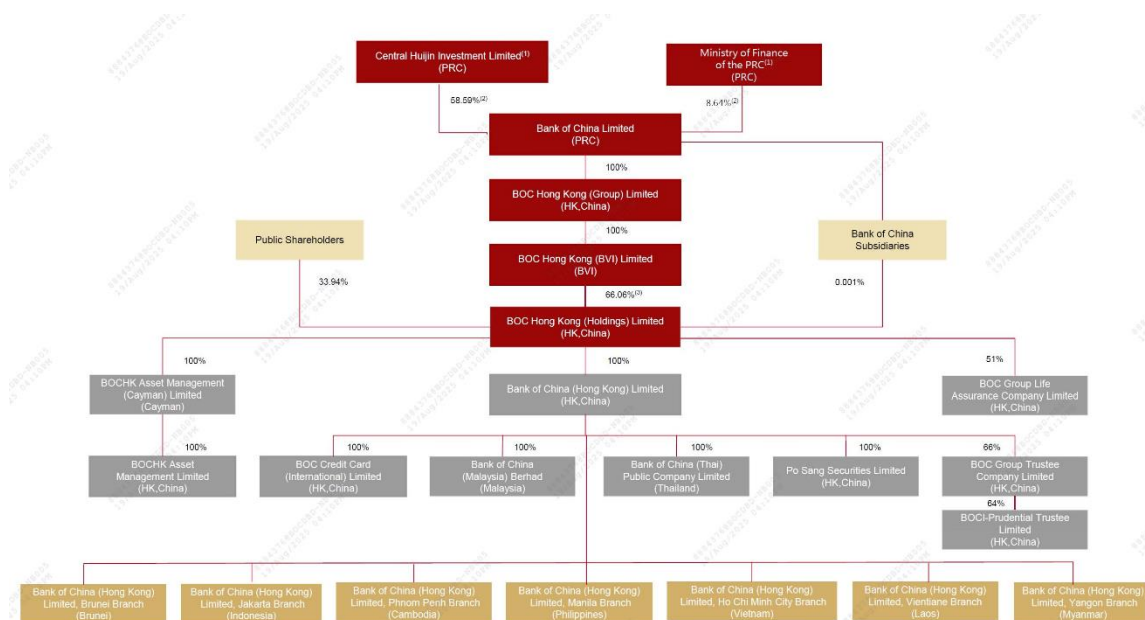 Central Huijin Investment Limited(1)
(PRC)
Ministry of Finance
of the PRC(1)
(PRC)
58.59%(2)
8.64%(2)
Bank of China Limited
(PRC)
100%
BOC Hong Kong (Group) Limited
(HK,China)
Public Shareholders
100%
Bank of China
Subsidiaries
BOC Hong Kong (BVI) Limited
(BVI)
33.94%
66.06%(3)
0.001%
BOC Hong Kong (Holdings) Limited
(HK,China)
100%
100%
51%
BOCHK Asset Management
(Cayman) Limited
(Cayman)
Bank of China (Hong Kong) Limited
(HK,China)
BOC Group Life
Assurance Company Limited
(HK,China)
100%
100%
100%
100%
100%
66%
BOCHK Asset
Management Limited
(HK,China)
BOC Credit Card
(International) Limited
(HK,China)
Bank of China
(Malaysia) Berhad
(Malaysia)
Bank of China (Thai)
Public Company Limited
(Thailand)
Po Sang Securities Limited
(HK,China)
BOC Group Trustee
Company Limited
(HK,China)
64%
BOCI-Prudential Trustee
Limited
(HK,China)
Bank of China (Hong Kong)
Limited, Brunei Branch
(Brunei)
Bank of China (Hong Kong)
Limited, Jakarta Branch
(Indonesia)
Bank of China (Hong Kong)
Limited, Phnom Penh Branch
(Cambodia)
Bank of China (Hong Kong)
Limited, Manila Branch
(Philippines)
Bank of China (Hong Kong)
Limited, Ho Chi Minh City Branch
(Vietnam)
Bank of China (Hong Kong)
Limited, Vientiane Branch
(Laos)
Bank of China (Hong Kong)
Limited, Yangon Branch
(Myanmar)